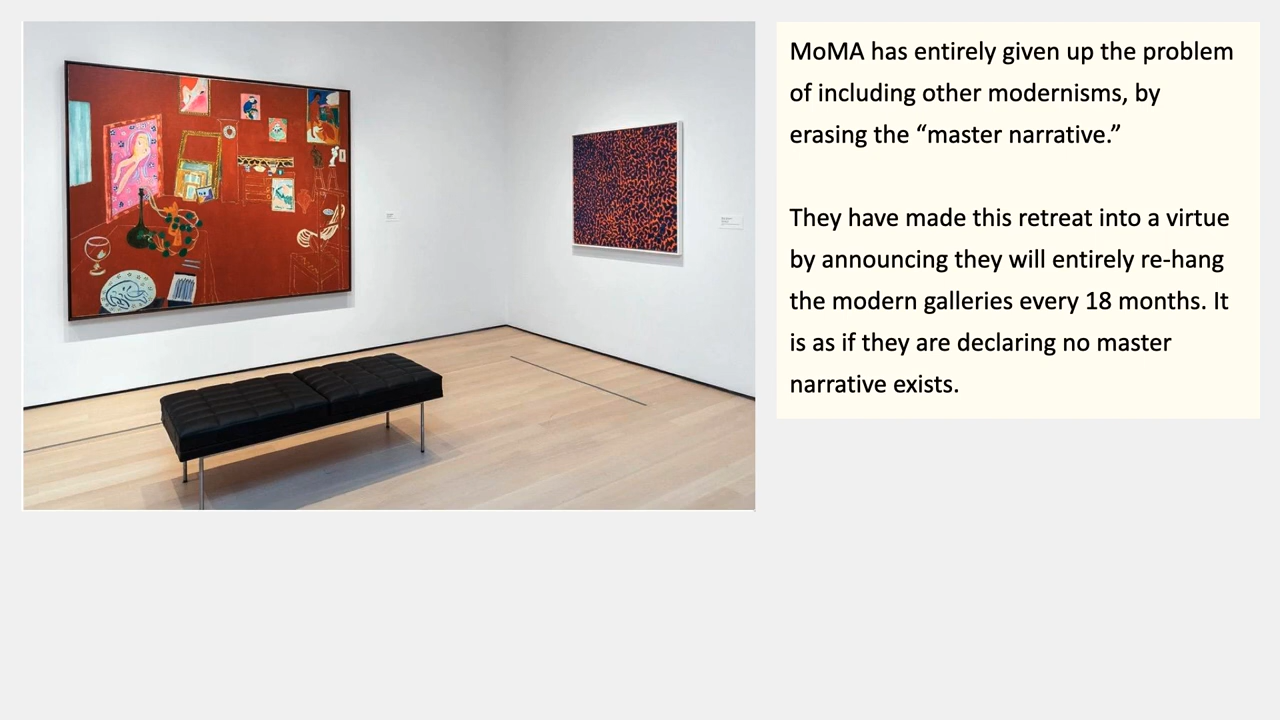 MoMA has entirely given up the problem
of including other modernisms, by
erasing the “master narrative.”
They have made this retreat into a virtue
by announcing they will entirely re-hang
the modern galleries every 18 months. It
is as if they are declaring no master
narrative exists.